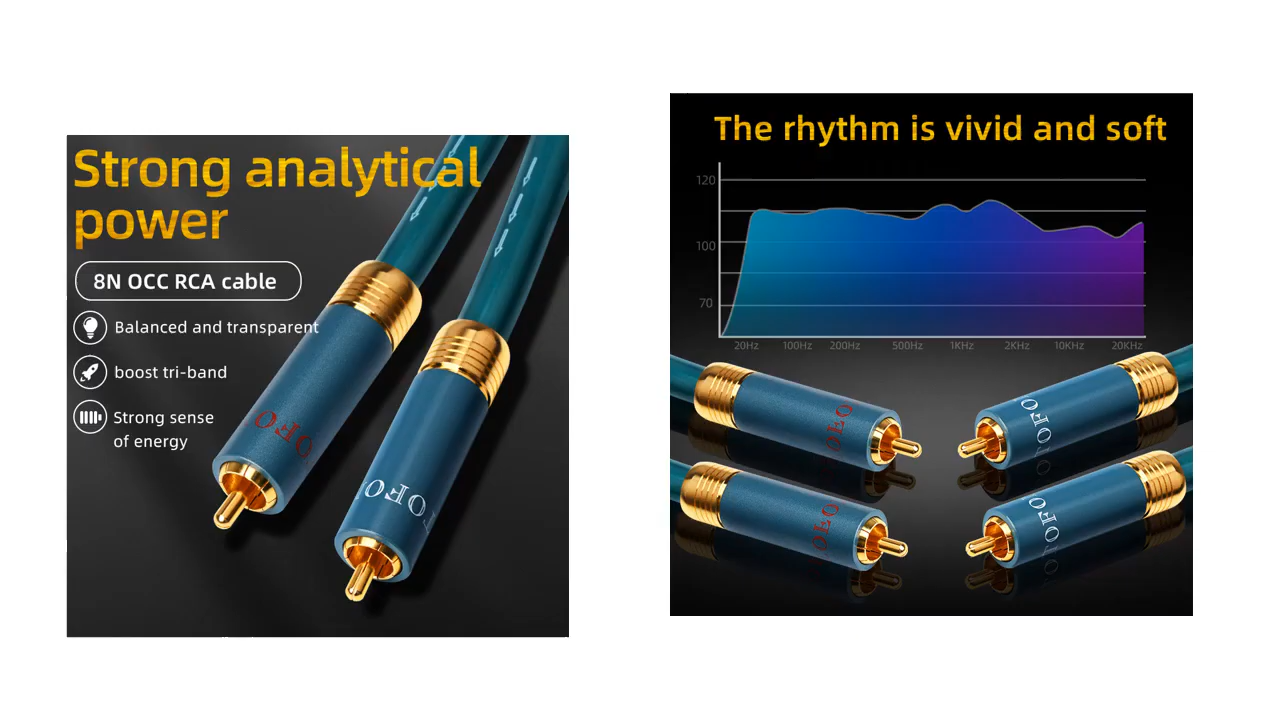 Strong analytical
power
8N OCC RCA cable
Balanced and transparent
boost tri-band
Strong sense
of energy
The rhythm is vivid and soft
120
100
70
20Hz 100Hz 200Hz 500Hz 1KHz 2KHz 10KHz 20KHz